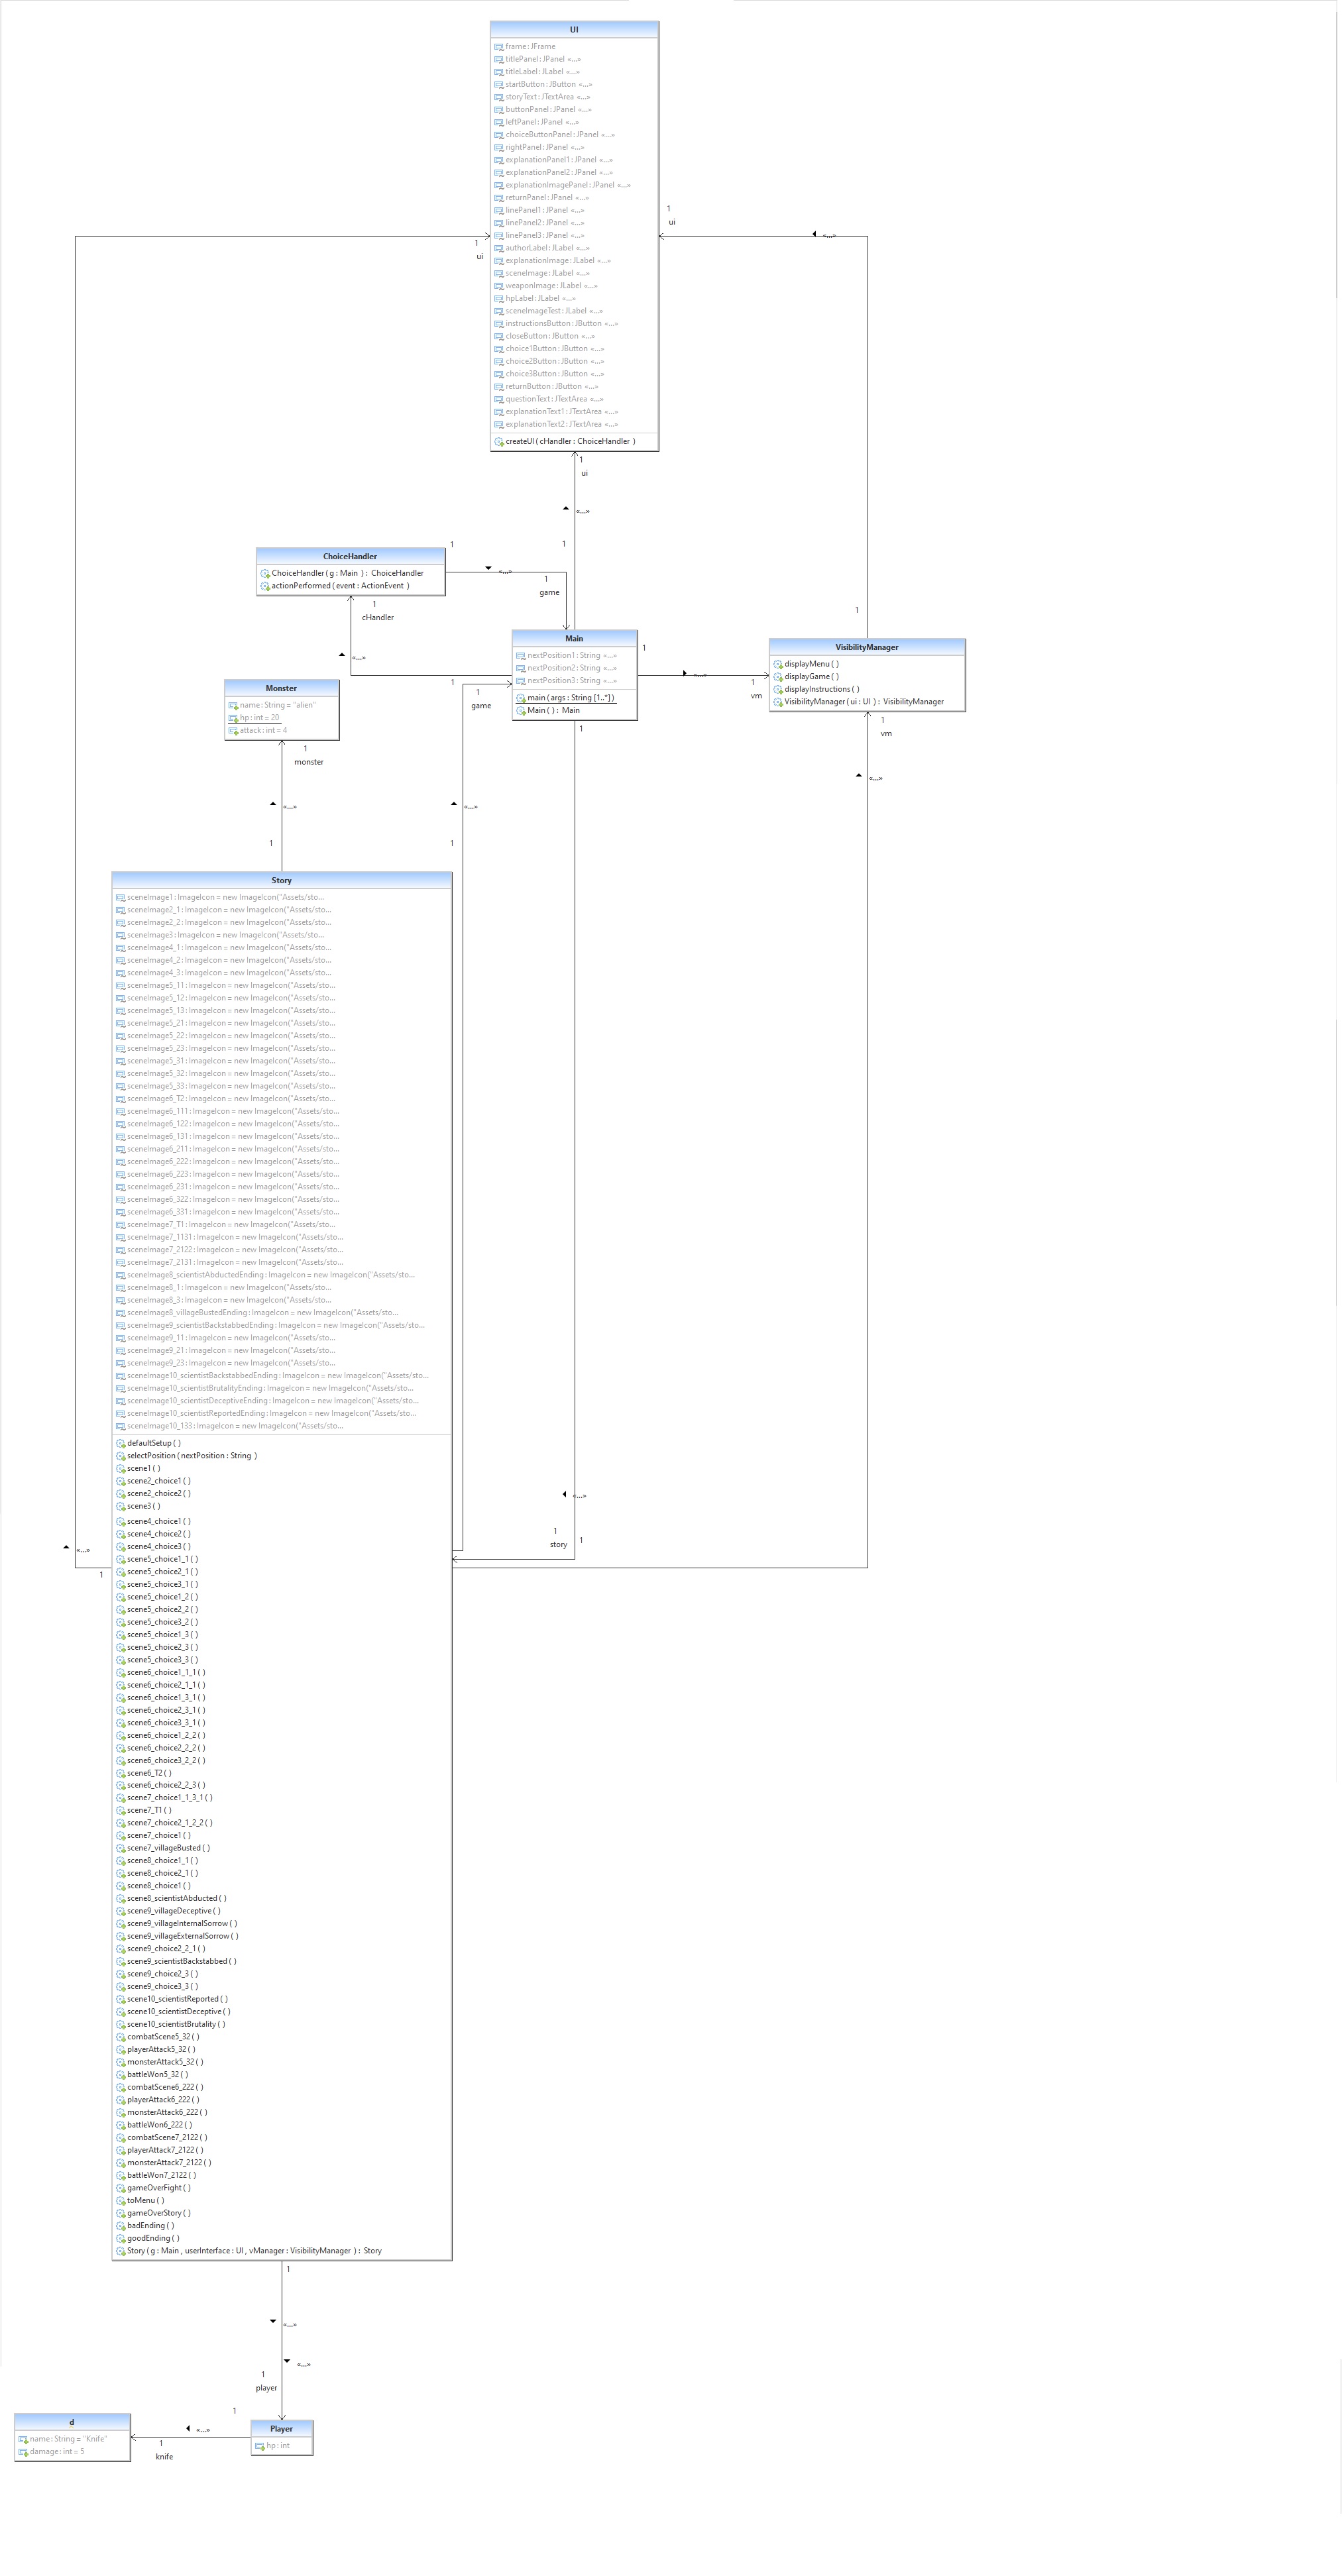 UI
frame : JFrame
titlePanel : JPanel «...»
titleLabel : JLabel «...»
startButton : JButton «...»
storyText : JTextArea «...»
buttonPanel : JPanel «...»
leftPanel : JPanel «...»
choiceButtonPanel : JPanel «...»
rightPanel : JPanel «...»
explanationPanel1 : JPanel «...»
explanationPanel2 : JPanel «...»
explanationImagePanel : JPanel «...»
returnPanel : JPanel «...»
linePanel1 : JPanel «...»
linePanel2 : JPanel «...»
linePanel3 : JPanel «...»
authorLabel : JLabel «...»
explanationImage : JLabel «...»
sceneImage : JLabel «...»
weaponImage : JLabel «...»
hpLabel : JLabel «...»
sceneImageTest : JLabel «...»
instructionsButton : JButton «...»
closeButton : JButton «...»
choice1Button : JButton «...»
choice2Button : JButton «...»
choice3Button : JButton «...»
returnButton : JButton «...»
questionText : JTextArea «...»
explanationText1 : JTextArea «...»
explanationText2 : JTextArea «...»
createUI ( cHandler : ChoiceHandler )
1
ui
1
ui
«...»
1
ui
«...»
1
ChoiceHandler
ChoiceHandler ( g : Main ) : ChoiceHandler
actionPerformed ( event : ActionEvent )
1
«...»
1
game
1
cHandler
«...»
1
Main
nextPosition1 : String «...»
nextPosition2 : String «...»
nextPosition3 : String «...»
main ( args : String [1..*] )
Main ( ) : Main
1
«...»
1
vm
1
VisibilityManager
displayMenu ( )
displayGame ( )
displayInstructions ( )
VisibilityManager ( ui : UI ) : VisibilityManager
1
vm
«...»
Monster
name : String = "alien"
hp : int = 20
attack : int = 4
1
monster
«...»
1
1
game
«...»
1
1
Story
sceneImage1 : ImageIcon = new ImageIcon("Assets/sto...
sceneImage2_1 : ImageIcon = new ImageIcon("Assets/sto...
sceneImage2_2 : ImageIcon = new ImageIcon("Assets/sto...
sceneImage3 : ImageIcon = new ImageIcon("Assets/sto...
sceneImage4_1 : ImageIcon = new ImageIcon("Assets/sto...
sceneImage4_2 : ImageIcon = new ImageIcon("Assets/sto...
sceneImage4_3 : ImageIcon = new ImageIcon("Assets/sto...
sceneImage5_11 : ImageIcon = new ImageIcon("Assets/sto...
sceneImage5_12 : ImageIcon = new ImageIcon("Assets/sto...
sceneImage5_13 : ImageIcon = new ImageIcon("Assets/sto...
sceneImage5_21 : ImageIcon = new ImageIcon("Assets/sto...
sceneImage5_22 : ImageIcon = new ImageIcon("Assets/sto...
sceneImage5_23 : ImageIcon = new ImageIcon("Assets/sto...
sceneImage5_31 : ImageIcon = new ImageIcon("Assets/sto...
sceneImage5_32 : ImageIcon = new ImageIcon("Assets/sto...
sceneImage5_33 : ImageIcon = new ImageIcon("Assets/sto...
sceneImage6_T2 : ImageIcon = new ImageIcon("Assets/sto...
sceneImage6_111 : ImageIcon = new ImageIcon("Assets/sto...
sceneImage6_122 : ImageIcon = new ImageIcon("Assets/sto...
sceneImage6_131 : ImageIcon = new ImageIcon("Assets/sto...
sceneImage6_211 : ImageIcon = new ImageIcon("Assets/sto...
sceneImage6_222 : ImageIcon = new ImageIcon("Assets/sto...
sceneImage6_223 : ImageIcon = new ImageIcon("Assets/sto...
sceneImage6_231 : ImageIcon = new ImageIcon("Assets/sto...
sceneImage6_322 : ImageIcon = new ImageIcon("Assets/sto...
sceneImage6_331 : ImageIcon = new ImageIcon("Assets/sto...
sceneImage7_T1 : ImageIcon = new ImageIcon("Assets/sto...
sceneImage7_1131 : ImageIcon = new ImageIcon("Assets/sto...
sceneImage7_2122 : ImageIcon = new ImageIcon("Assets/sto...
sceneImage7_2131 : ImageIcon = new ImageIcon("Assets/sto...
sceneImage8_scientistAbductedEnding : ImageIcon = new ImageIcon("Assets/sto...
sceneImage8_1 : ImageIcon = new ImageIcon("Assets/sto...
sceneImage8_3 : ImageIcon = new ImageIcon("Assets/sto...
sceneImage8_villageBustedEnding : ImageIcon = new ImageIcon("Assets/sto...
sceneImage9_scientistBackstabbedEnding : ImageIcon = new ImageIcon("Assets/sto...
sceneImage9_11 : ImageIcon = new ImageIcon("Assets/sto...
sceneImage9_21 : ImageIcon = new ImageIcon("Assets/sto...
sceneImage9_23 : ImageIcon = new ImageIcon("Assets/sto...
sceneImage10_scientistBackstabbedEnding : ImageIcon = new ImageIcon("Assets/sto...
sceneImage10_scientistBrutalityEnding : ImageIcon = new ImageIcon("Assets/sto...
sceneImage10_scientistDeceptiveEnding : ImageIcon = new ImageIcon("Assets/sto...
sceneImage10_scientistReportedEnding : ImageIcon = new ImageIcon("Assets/sto...
sceneImage10_133 : ImageIcon = new ImageIcon("Assets/sto...
defaultSetup ( )
selectPosition ( nextPosition : String )
scene1 ( )
scene2_choice1 ( )
scene2_choice2 ( )
scene3 ( )
scene4_choice1 ( )
scene4_choice2 ( )
scene4_choice3 ( )
scene5_choice1_1 ( )
scene5_choice2_1 ( )
scene5_choice3_1 ( )
scene5_choice1_2 ( )
scene5_choice2_2 ( )
scene5_choice3_2 ( )
scene5_choice1_3 ( )
scene5_choice2_3 ( )
scene5_choice3_3 ( )
scene6_choice1_1_1 ( )
scene6_choice2_1_1 ( )
scene6_choice1_3_1 ( )
scene6_choice2_3_1 ( )
scene6_choice3_3_1 ( )
scene6_choice1_2_2 ( )
scene6_choice2_2_2 ( )
scene6_choice3_2_2 ( )
scene6_T2 ( )
scene6_choice2_2_3 ( )
scene7_choice1_1_3_1 ( )
scene7_T1 ( )
scene7_choice2_1_2_2 ( )
scene7_choice1 ( )
scene7_villageBusted ( )
scene8_choice1_1 ( )
scene8_choice2_1 ( )
scene8_choice1 ( )
scene8_scientistAbducted ( )
scene9_villageDeceptive ( )
scene9_villageInternalSorrow ( )
scene9_villageExternalSorrow ( )
scene9_choice2_2_1 ( )
scene9_scientistBackstabbed ( )
scene9_choice2_3 ( )
scene9_choice3_3 ( )
scene10_scientistReported ( )
scene10_scientistDeceptive ( )
scene10_scientistBrutality ( )
combatScene5_32 ( )
playerAttack5_32 ( )
monsterAttack5_32 ( )
battleWon5_32 ( )
combatScene6_222 ( )
playerAttack6_222 ( )
monsterAttack6_222 ( )
battleWon6_222 ( )
combatScene7_2122 ( )
playerAttack7_2122 ( )
monsterAttack7_2122 ( )
battleWon7_2122 ( )
gameOverFight ( )
toMenu ( )
gameOverStory ( )
badEnding ( )
goodEnding ( )
Story ( g : Main , userInterface : UI , vManager : VisibilityManager ) : Story
«...»
1
«...»
1
story
1
1
«...»
«...»
1
player
1
d
name : String = "Knife"
damage : int = 5
«...»
1
knife
Player
hp : int